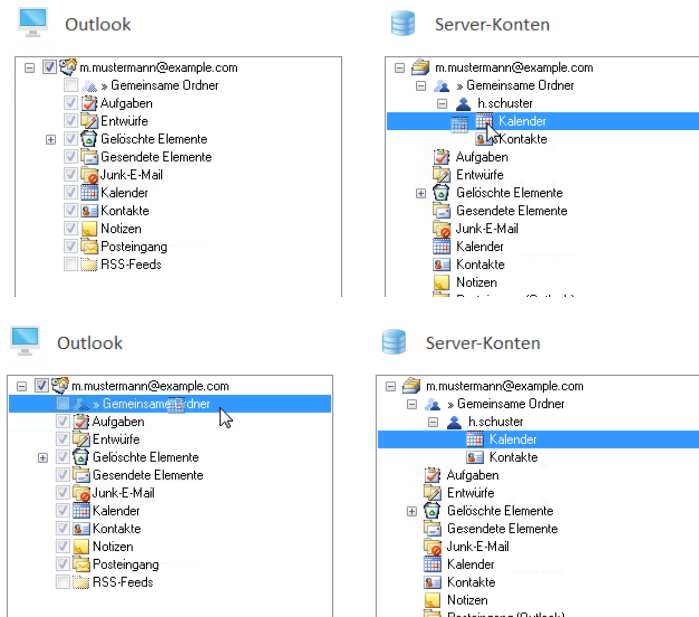 Outlook
m.mustermann@example.com
» Gemeinsame Ordner
Aufgaben
Entwürfe
Gelöschte Elemente
Gesendete Elemente
Junk-E-Mail
Kalender
Kontakte
Notizen
Posteingang
RSS-Feeds
Server-Konten
m.mustermann@example.com
» Gemeinsame Ordner
h.schuster
Kalender
Kontakte
Aufgaben
Entwürfe
Gelöschte Elemente
Gesendete Elemente
Junk-E-Mail
Kalender
Kontakte
Notizen
Outlook
m.mustermann@example.com
» Gemeinsame Ordner
Aufgaben
Entwürfe
Gelöschte Elemente
Gesendete Elemente
Junk-E-Mail
Kalender
Kontakte
Notizen
Posteingang
RSS-Feeds
Server-Konten
m.mustermann@example.com
» Gemeinsame Ordner
h.schuster
Kalender
Kontakte
Aufgaben
Entwürfe
Gelöschte Elemente
Gesendete Elemente
Junk-E-Mail
Kalender
Kontakte
Notizen
Posteingang (Outlook)